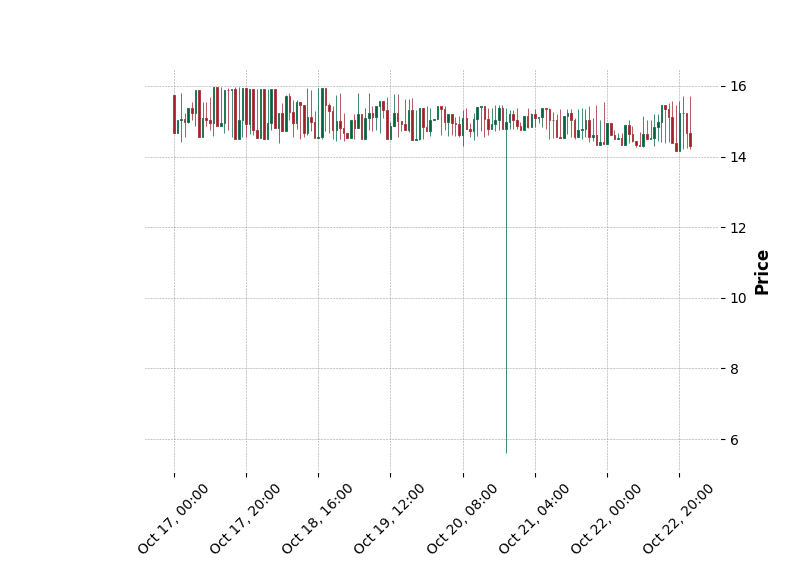 16
14
12
10
8
6
Price
Oct 17, 00:00
Oct 17, 20:00
Oct 18, 16:00
Oct 19, 12:00
Oct 20, 08:00
Oct 21, 04:00
Oct 22, 00:00
Oct 22, 20:00